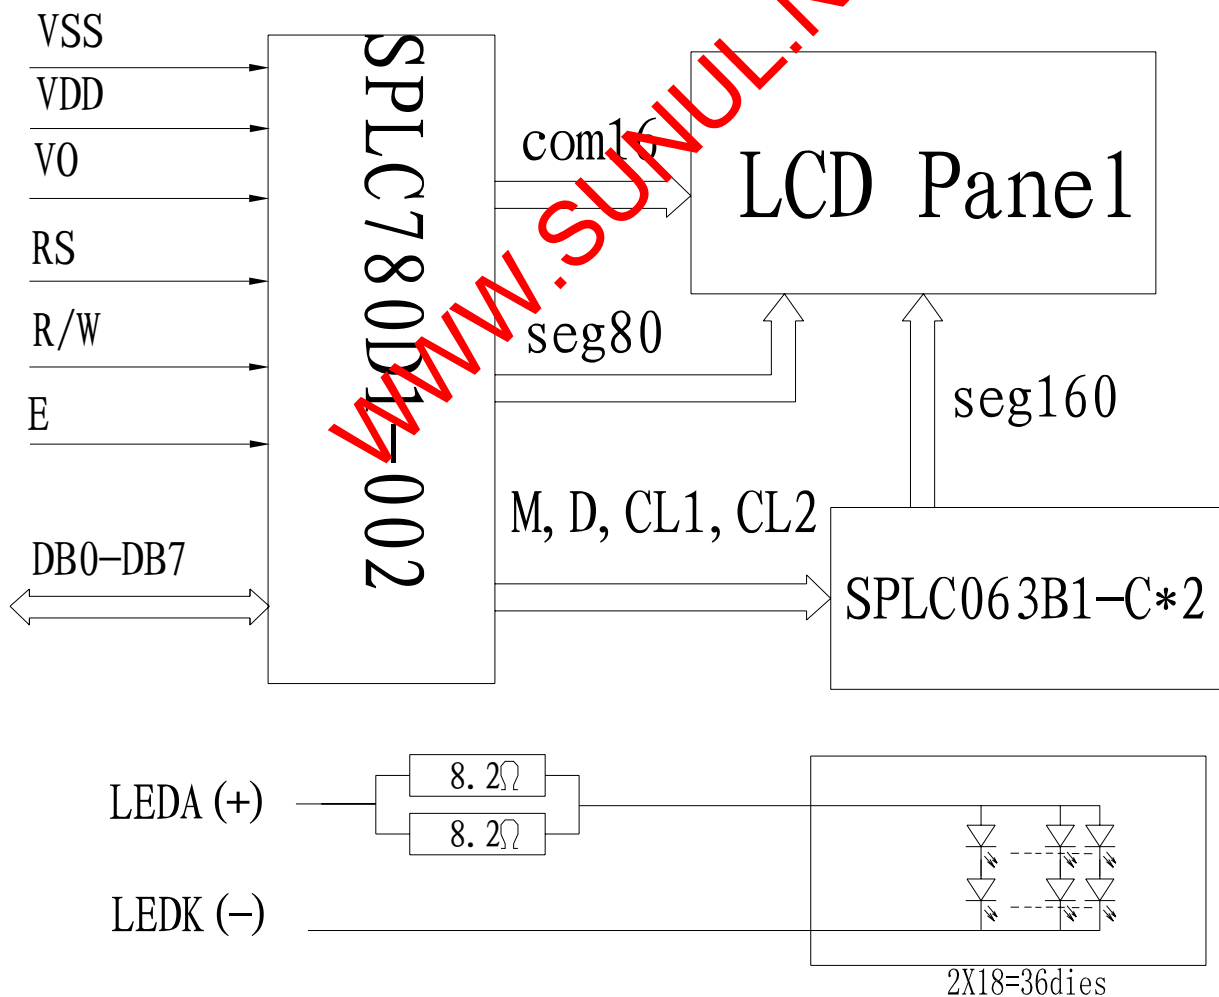 VSS
VDD
VO
RS
R/W
E
DB0-DB7
SPLC780D1-002
com16
seg80
M, D, CL1, CL2
LCD Panel
seg160
SPLC063B1-C*2
WWW.SUNUL.
LEDA (+)
8.2Ω
8.2Ω
LEDK (-)
2X18=36dies